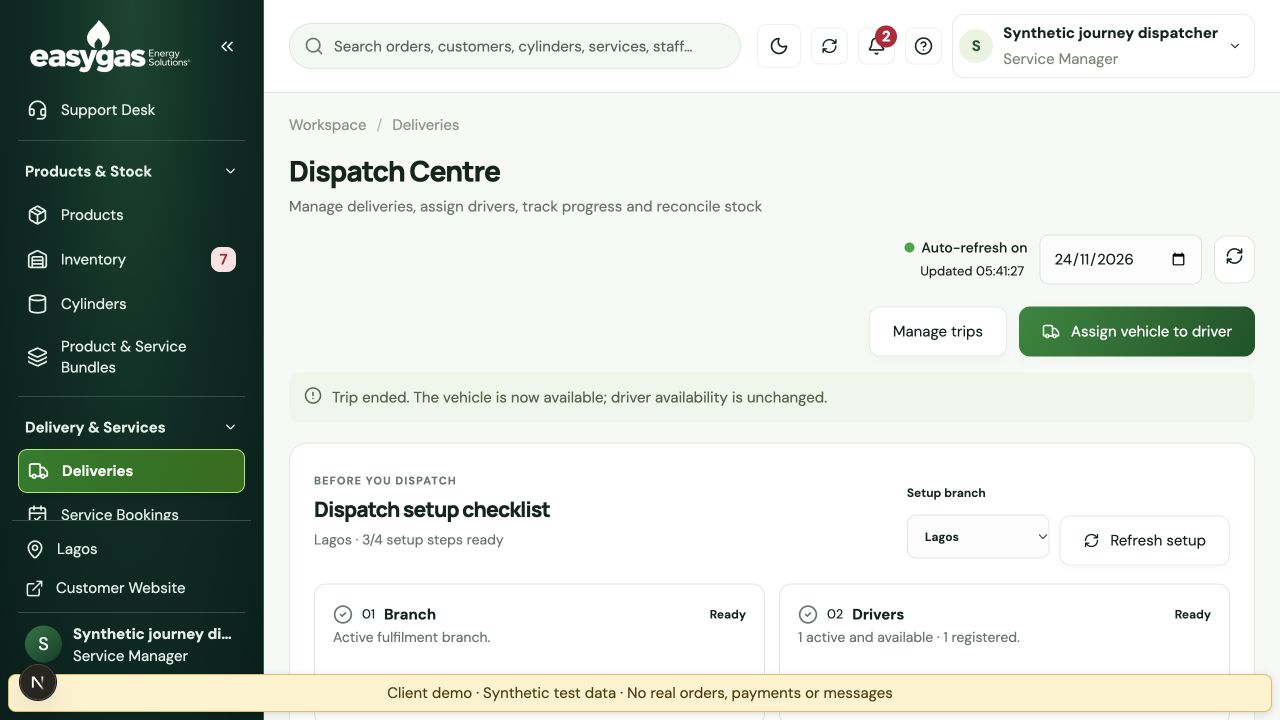 easygas Energy Solutions
Support Desk
Products & Stock
Products
Inventory 7
Cylinders
Product & Service
Bundles
Delivery & Services
Deliveries
Service Bookings
Lagos
Customer Website
S Synthetic journey di...
Service Manager
N
Search orders, customers, cylinders, services, staff...
2
S Synthetic journey dispatcher
Service Manager
Workspace / Deliveries
Dispatch Centre
Manage deliveries, assign drivers, track progress and reconcile stock
Auto-refresh on
Updated 05:41:27
24/11/2026
Manage trips
Assign vehicle to driver
Trip ended. The vehicle is now available; driver availability is unchanged.
BEFORE YOU DISPATCH
Dispatch setup checklist
Lagos · 3/4 setup steps ready
Setup branch
Lagos
Refresh setup
01 Branch Ready
Active fulfilment branch.
02 Drivers Ready
1 active and available · 1 registered.
Client demo · Synthetic test data · No real orders, payments or messages